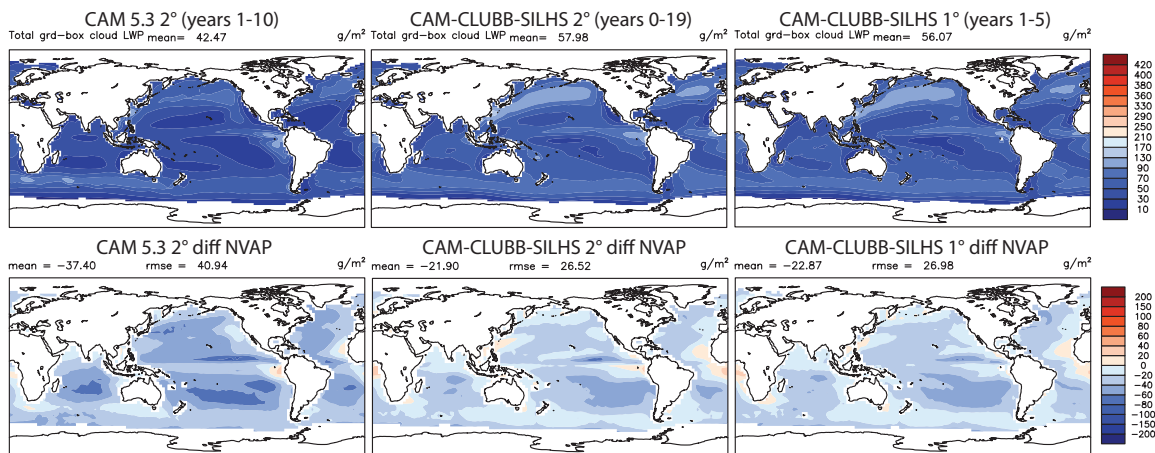 CAM 5.3 2° (years 1-10)
CAM-CLUBB-SILHS 2° (years 0-19)
CAM-CLUBB-SILHS 1° (years 1-5)
Total grd-box cloud LWP mean= 42.47 g/m²
Total grd-box cloud LWP mean= 57.98 g/m²
Total grd-box cloud LWP mean= 56.07 g/m²
420
400
380
360
330
290
250
210
170
130
90
70
50
30
10
CAM 5.3 2° diff NVAP
CAM-CLUBB-SILHS 2° diff NVAP
CAM-CLUBB-SILHS 1° diff NVAP
mean = -37.40 rmse = 40.94 g/m²
mean = -21.90 rmse = 26.52 g/m²
mean = -22.87 rmse = 26.98 g/m²
200
150
100
80
60
40
20
0
-20
-40
-60
-80
-100
-150
-200